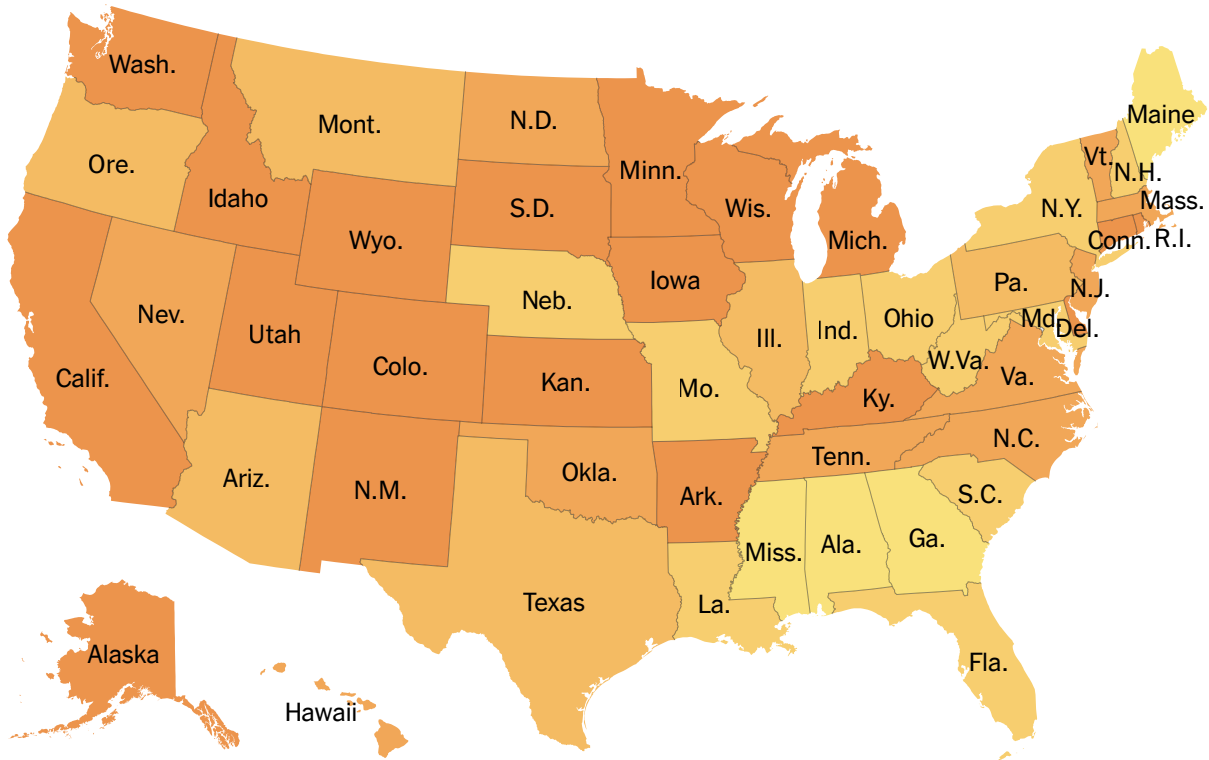 Wash.
Mont.
N.D.
Minn.
Maine
Ore.
Idaho
Wyo.
S.D.
Wis.
Mich.
Vt.
N.H.
N.Y.
Mass.
Conn.
R.I.
Nev.
Utah
Colo.
Neb.
Iowa
Ill.
Ind.
Ohio
Pa.
N.J.
Md.
Del.
W.Va.
Va.
Calif.
Kan.
Mo.
Ky.
N.C.
Tenn.
Ariz.
N.M.
Okla.
Ark.
S.C.
Miss.
Ala.
Ga.
Texas
La.
Fla.
Alaska
Hawaii